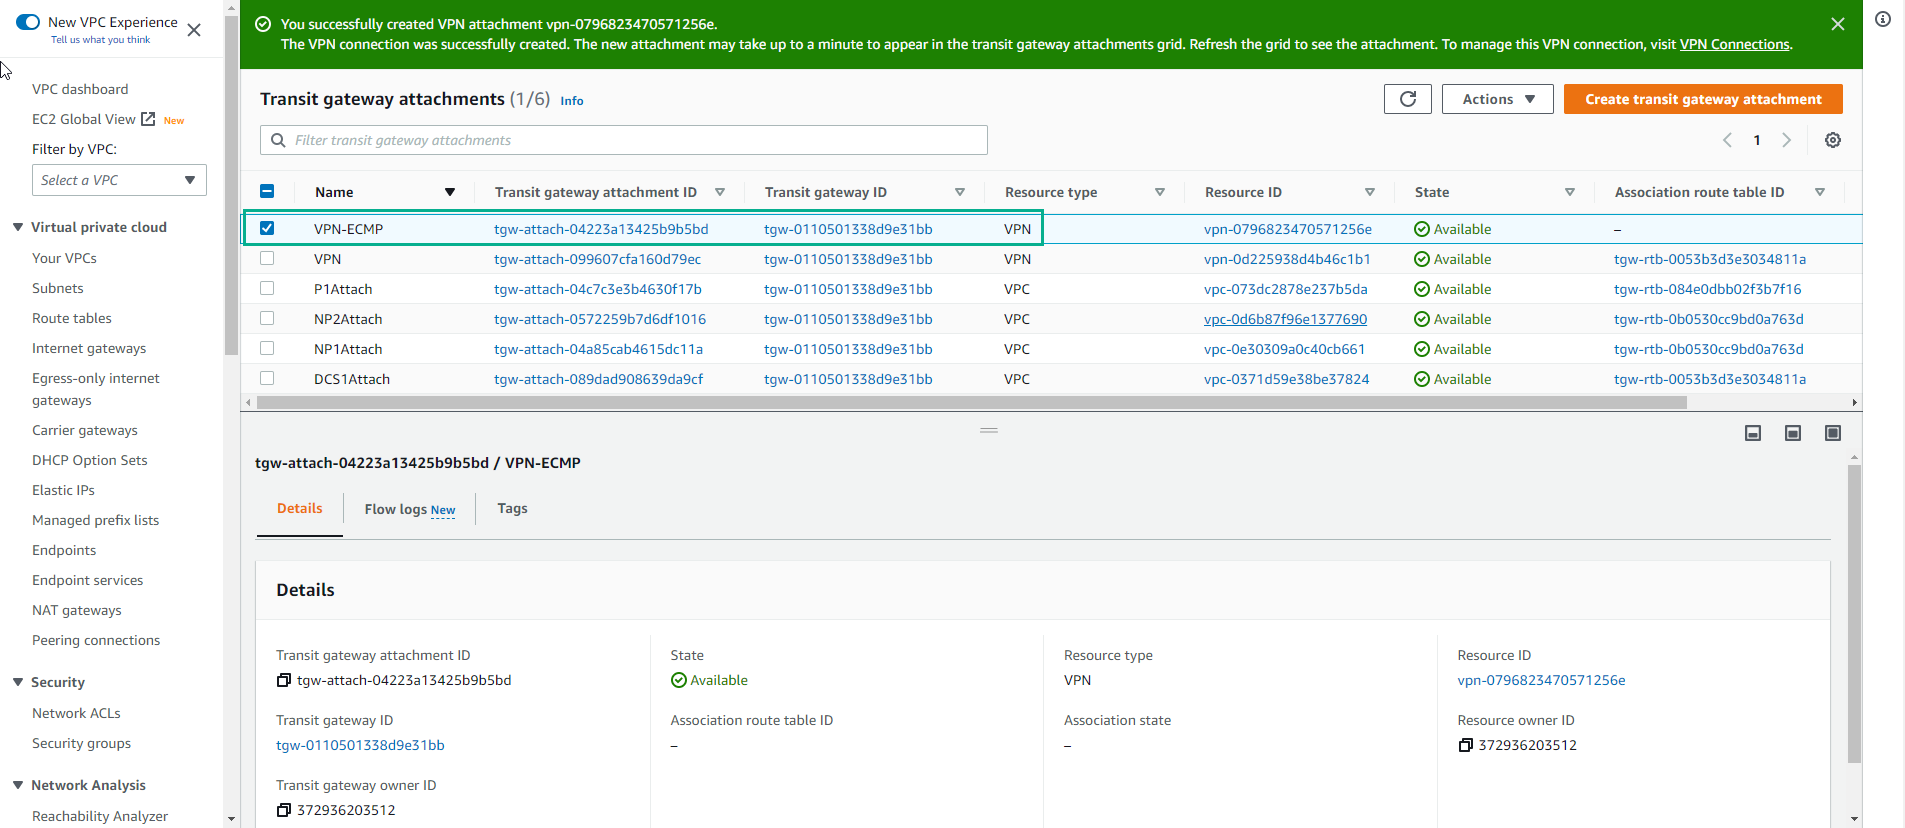 New VPC Experience
Tell us what you think
VPC dashboard
EC2 Global View New
Filter by VPC:
Select a VPC
Virtual private cloud
Your VPCs
Subnets
Route tables
Internet gateways
Egress-only internet
gateways
Carrier gateways
DHCP Option Sets
Elastic IPs
Managed prefix lists
Endpoints
Endpoint services
NAT gateways
Peering connections
Security
Network ACLs
Security groups
Network Analysis
Reachability Analyzer
You successfully created VPN attachment vpn-0796823470571256e.
The VPN connection was successfully created. The new attachment may take up to a minute to appear in the transit gateway attachments grid. Refresh the grid to see the attachment. To manage this VPN connection, visit VPN Connections.
Transit gateway attachments (1/6) Info
Actions
Create transit gateway attachment
Filter transit gateway attachments
1
Name Transit gateway attachment ID Transit gateway ID Resource type Resource ID State Association route table ID
VPN-ECMP tgw-attach-04223a13425b9b5bd tgw-0110501338d9e31bb VPN vpn-0796823470571256e Available –
VPN tgw-attach-099607cfa160d79ec tgw-0110501338d9e31bb VPN vpn-0d225938d4b46c1b1 Available tgw-rtb-0053b3d3e3034811a
P1Attach tgw-attach-04c7c3e3b4630f17b tgw-0110501338d9e31bb VPC vpc-073dc2878e237b5da Available tgw-rtb-084e0dbb02f3b7f16
NP2Attach tgw-attach-0572259b7d6df1016 tgw-0110501338d9e31bb VPC vpc-0d6b87f96e1377690 Available tgw-rtb-0b0530cc9bd0a763d
NP1Attach tgw-attach-04a85cab4615dc11a tgw-0110501338d9e31bb VPC vpc-0e30309a0c40cb661 Available tgw-rtb-0b0530cc9bd0a763d
DCS1Attach tgw-attach-089dad908639da9cf tgw-0110501338d9e31bb VPC vpc-0371d59e38be37824 Available tgw-rtb-0053b3d3e3034811a
tgw-attach-04223a13425b9b5bd / VPN-ECMP
Details Flow logs New Tags
Details
Transit gateway attachment ID
tgw-attach-04223a13425b9b5bd
State
Available
Resource type
VPN
Resource ID
vpn-0796823470571256e
Transit gateway ID
tgw-0110501338d9e31bb
Association route table ID
–
Association state
–
Resource owner ID
372936203512
Transit gateway owner ID
372936203512